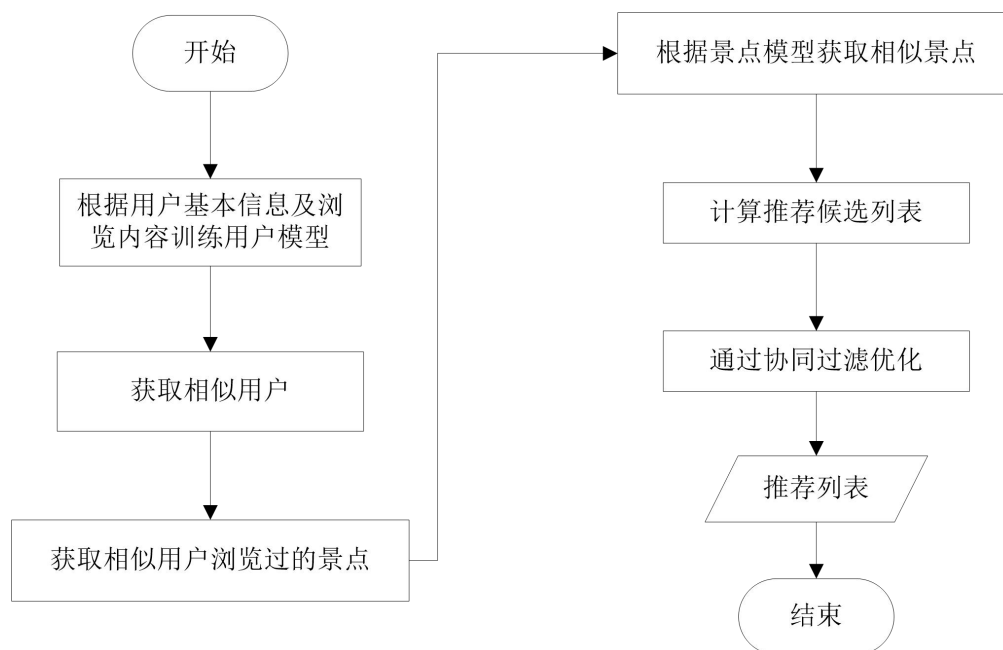 开始
根据用户基本信息及浏
览内容训练用户模型
获取相似用户
获取相似用户浏览过的景点
根据景点模型获取相似景点
计算推荐候选列表
通过协同过滤优化
推荐列表
结束